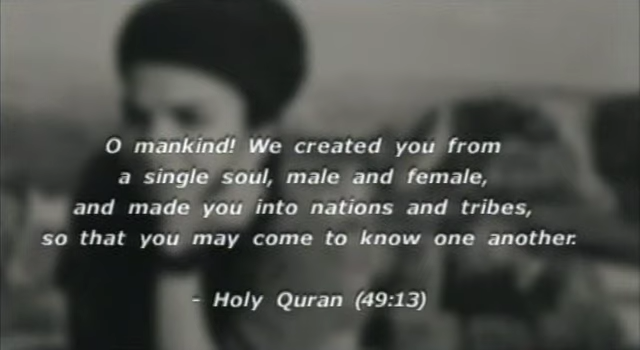 O mankind! We created you from
a single soul, male and female,
and made you into nations and tribes,
so that you may come to know one another.
- Holy Quran (49:13)